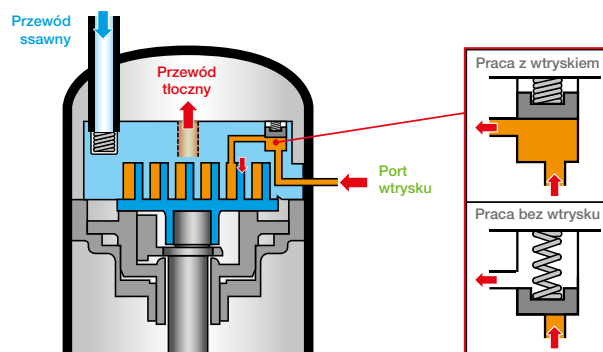 Przewód
ssawny
Przewód
tłoczny
Port
wtrysku
Praca z wtryskiem
Praca bez wtrysku